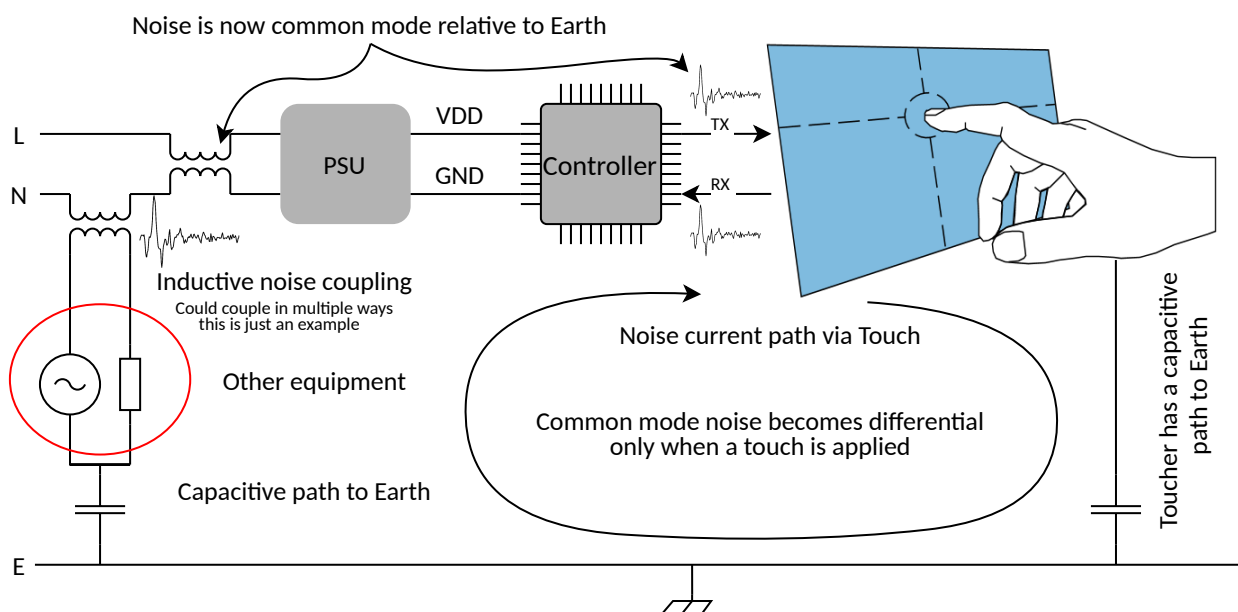 Noise is now common mode relative to Earth
L
N
E
PSU
VDD
GND
Controller
TX
RX
Inductive noise coupling
Could couple in multiple ways
this is just an example
Other equipment
Capacitive path to Earth
Noise current path via Touch
Common mode noise becomes differential
only when a touch is applied
Toucher has a capacitive
path to Earth